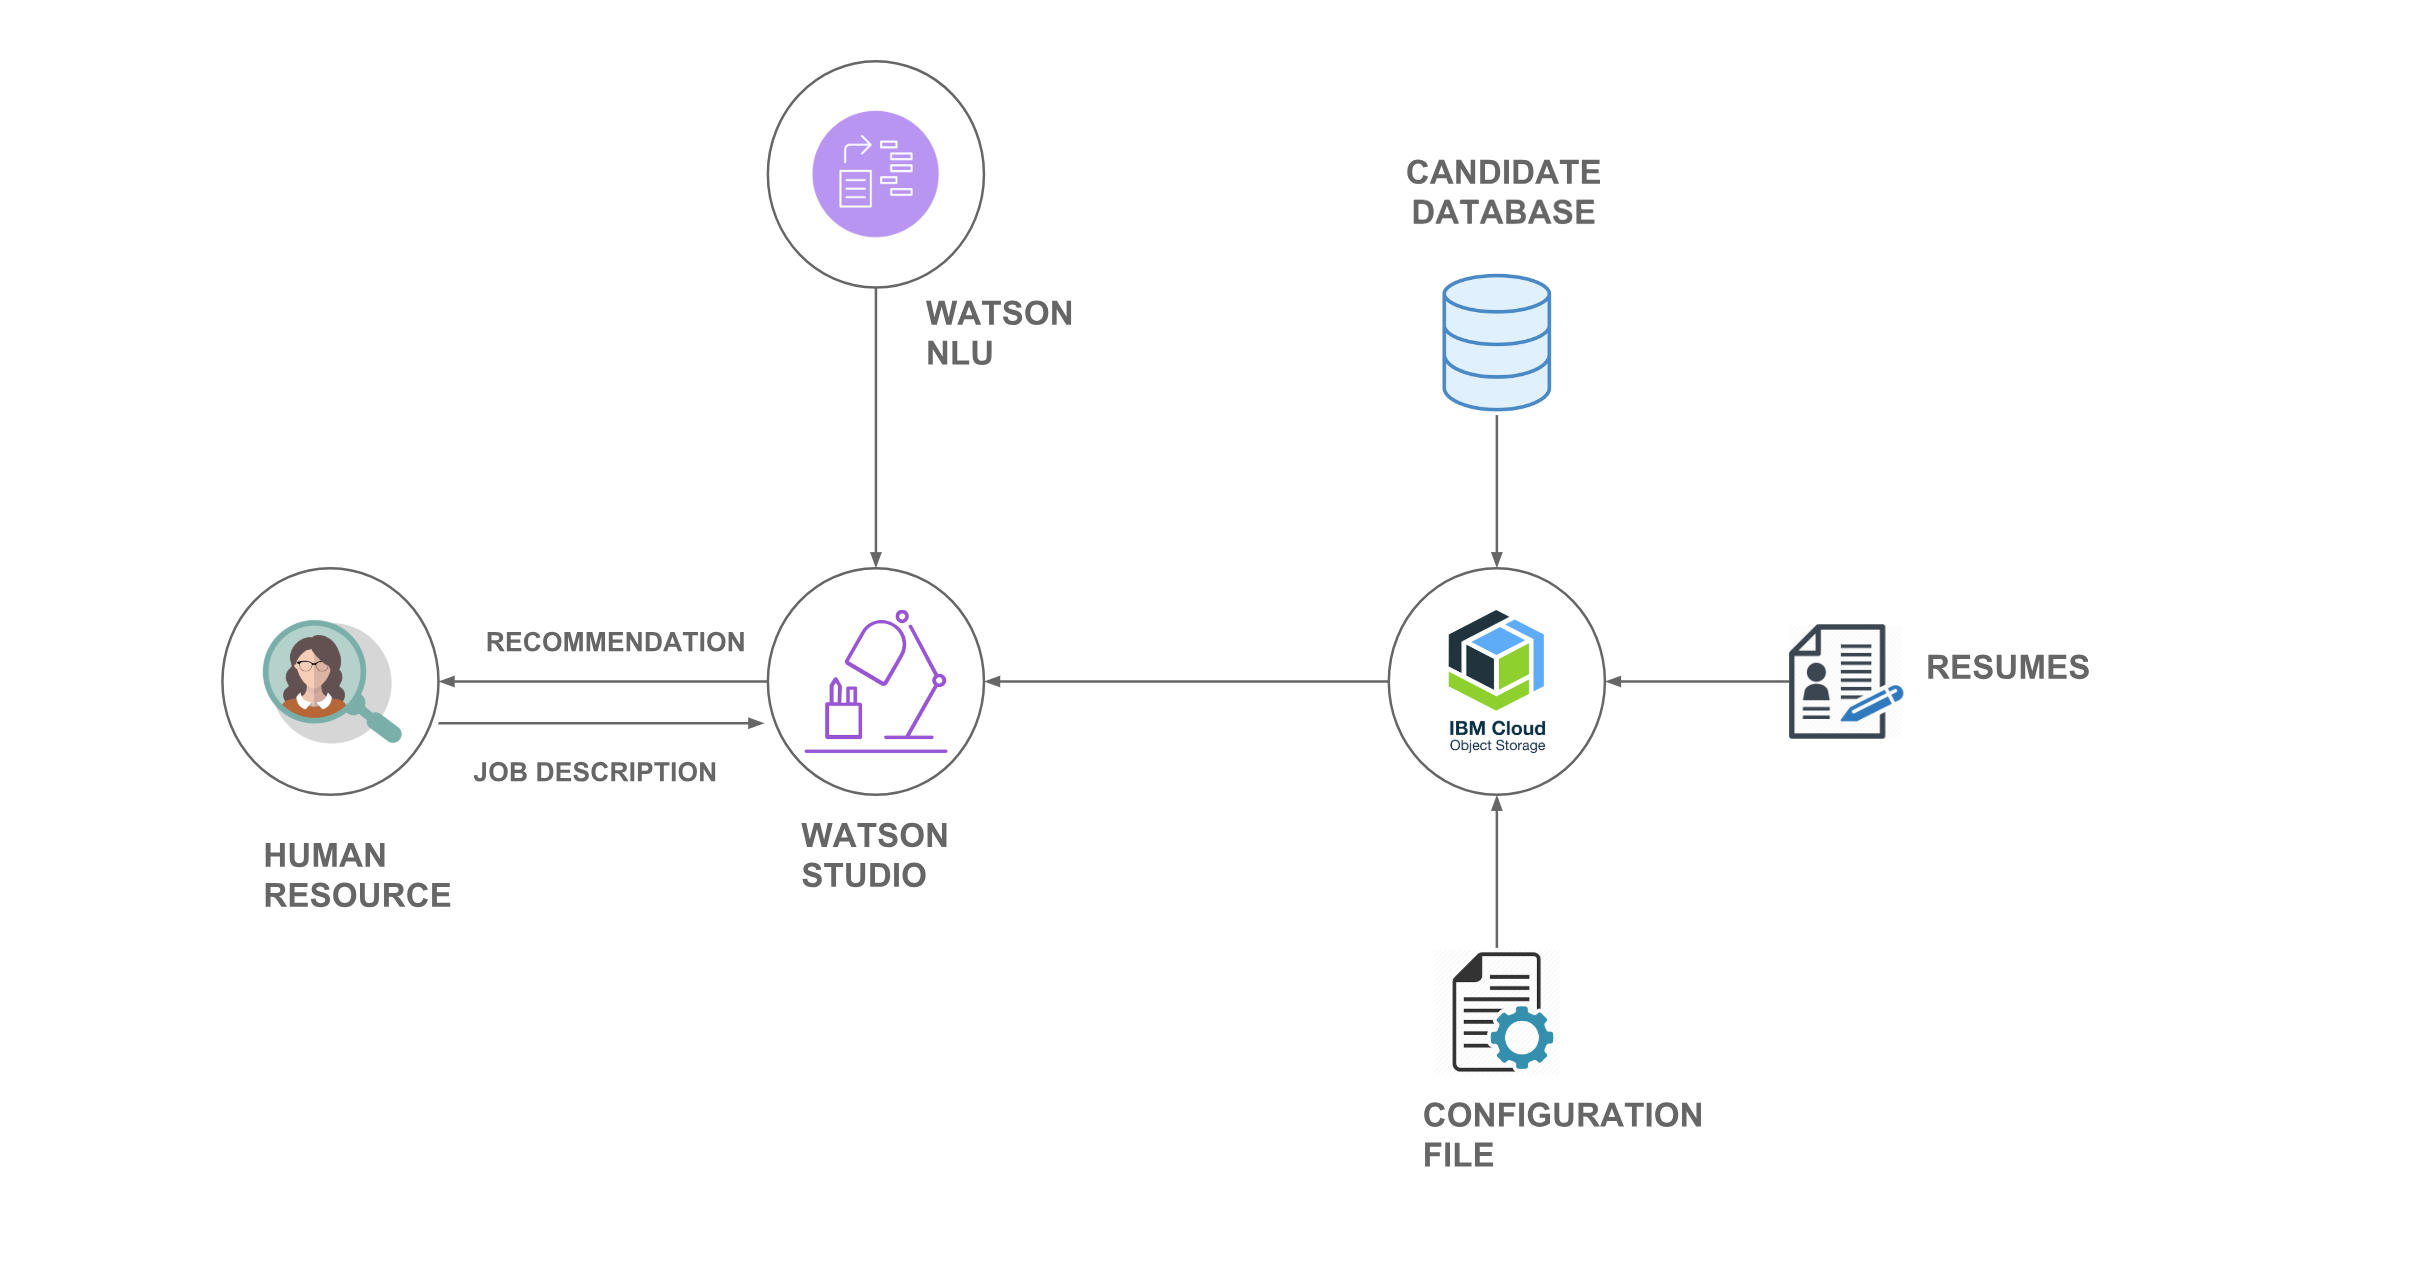 WATSON
NLU
CANDIDATE
DATABASE
RECOMMENDATION
JOB DESCRIPTION
HUMAN
RESOURCE
WATSON
STUDIO
IBM Cloud
Object Storage
RESUMES
CONFIGURATION
FILE